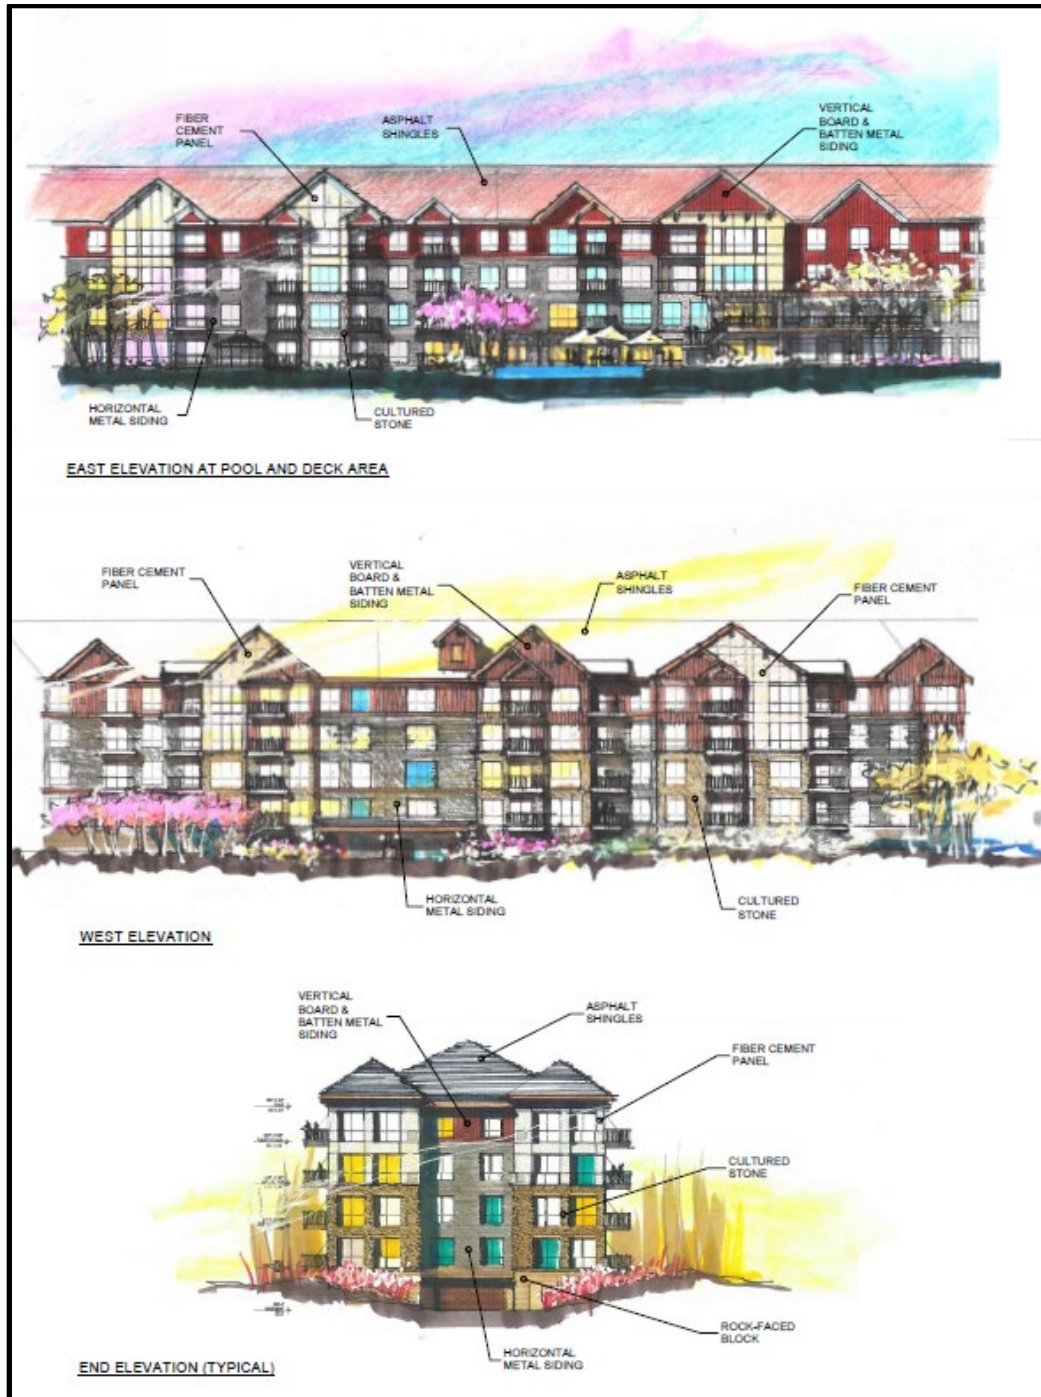 FIBER
CEMENT
PANEL
ASPHALT
SHINGLES
VERTICAL
BOARD &
BATTEN METAL
SIDING
HORIZONTAL
METAL SIDING
CULTURED
STONE
EAST ELEVATION AT POOL AND DECK AREA
FIBER CEMENT
PANEL
VERTICAL
BOARD &
BATTEN METAL
SIDING
ASPHALT
SHINGLES
FIBER CEMENT
PANEL
HORIZONTAL
METAL SIDING
CULTURED
STONE
WEST ELEVATION
VERTICAL
BOARD &
BATTEN METAL
SIDING
ASPHALT
SHINGLES
FIBER CEMENT
PANEL
CULTURED
STONE
ROCK-FACED
BLOCK
HORIZONTAL
METAL SIDING
END ELEVATION (TYPICAL)